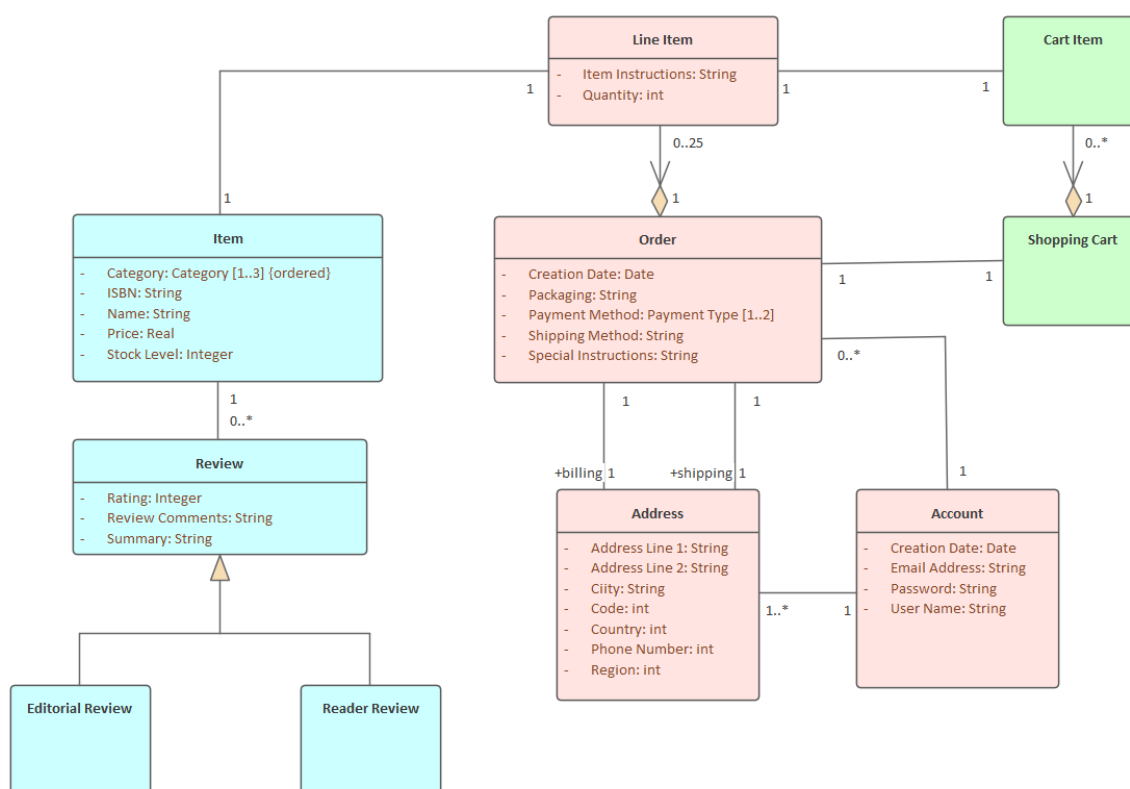 Line Item
- Item Instructions: String
- Quantity: int
Cart Item
1
1
1
0..25
0..*
1
1
1
Item
- Category: Category [1..3] {ordered}
- ISBN: String
- Name: String
- Price: Real
- Stock Level: Integer
Order
- Creation Date: Date
- Packaging: String
- Payment Method: Payment Type [1..2]
- Shipping Method: String
- Special Instructions: String
Shopping Cart
1
1
0..*
1
0..*
1
1
Review
- Rating: Integer
- Review Comments: String
- Summary: String
+billing 1
+shipping 1
1
Address
- Address Line 1: String
- Address Line 2: String
- Ciity: String
- Code: int
- Country: int
- Phone Number: int
- Region: int
1..*
1
Account
- Creation Date: Date
- Email Address: String
- Password: String
- User Name: String
Editorial Review
Reader Review